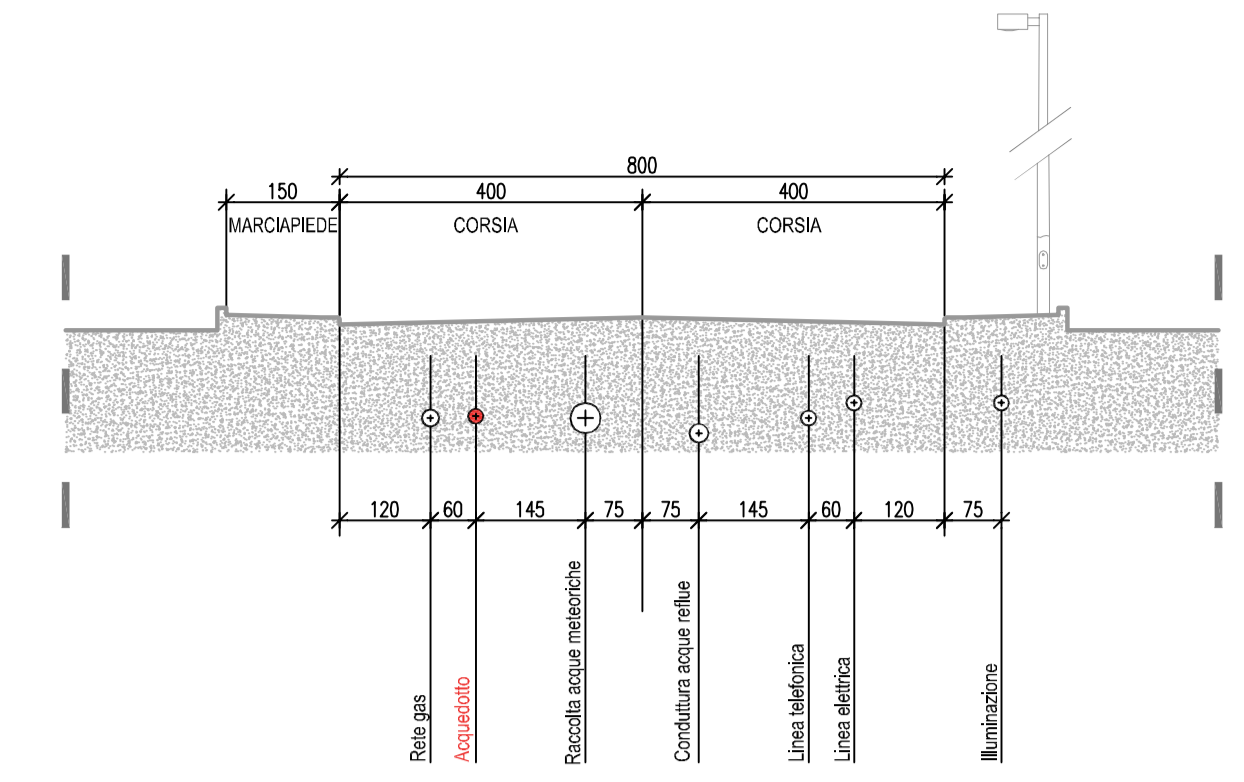 800
150
400
400
MARCIAPIEDE
CORSIA
CORSIA
120
60
145
75
75
145
60
120
75
Rete gas
Acquedotto
Raccolta acque meteoriche
Conduttura acque reflue
Linea telefonica
Linea elettrica
Illuminazione